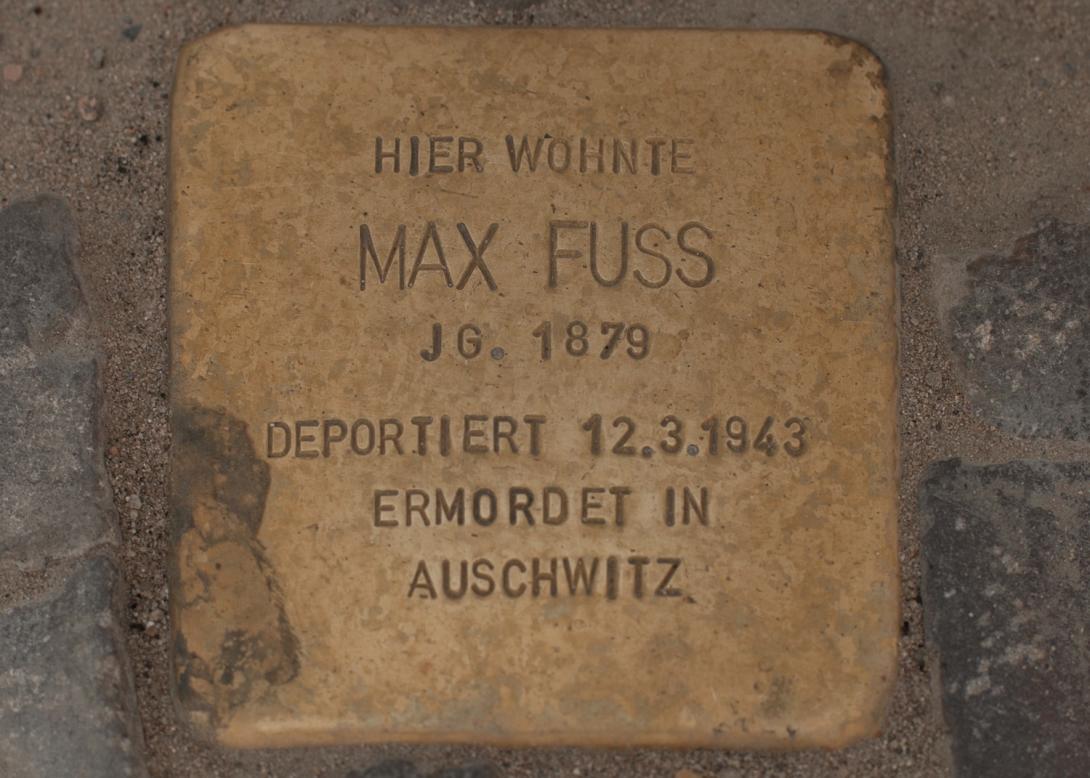 HIER WOHNTE
MAX FUSS
JG. 1879
DEPORTIERT 12.3.1943
ERMORDET IN
AUSCHWITZ